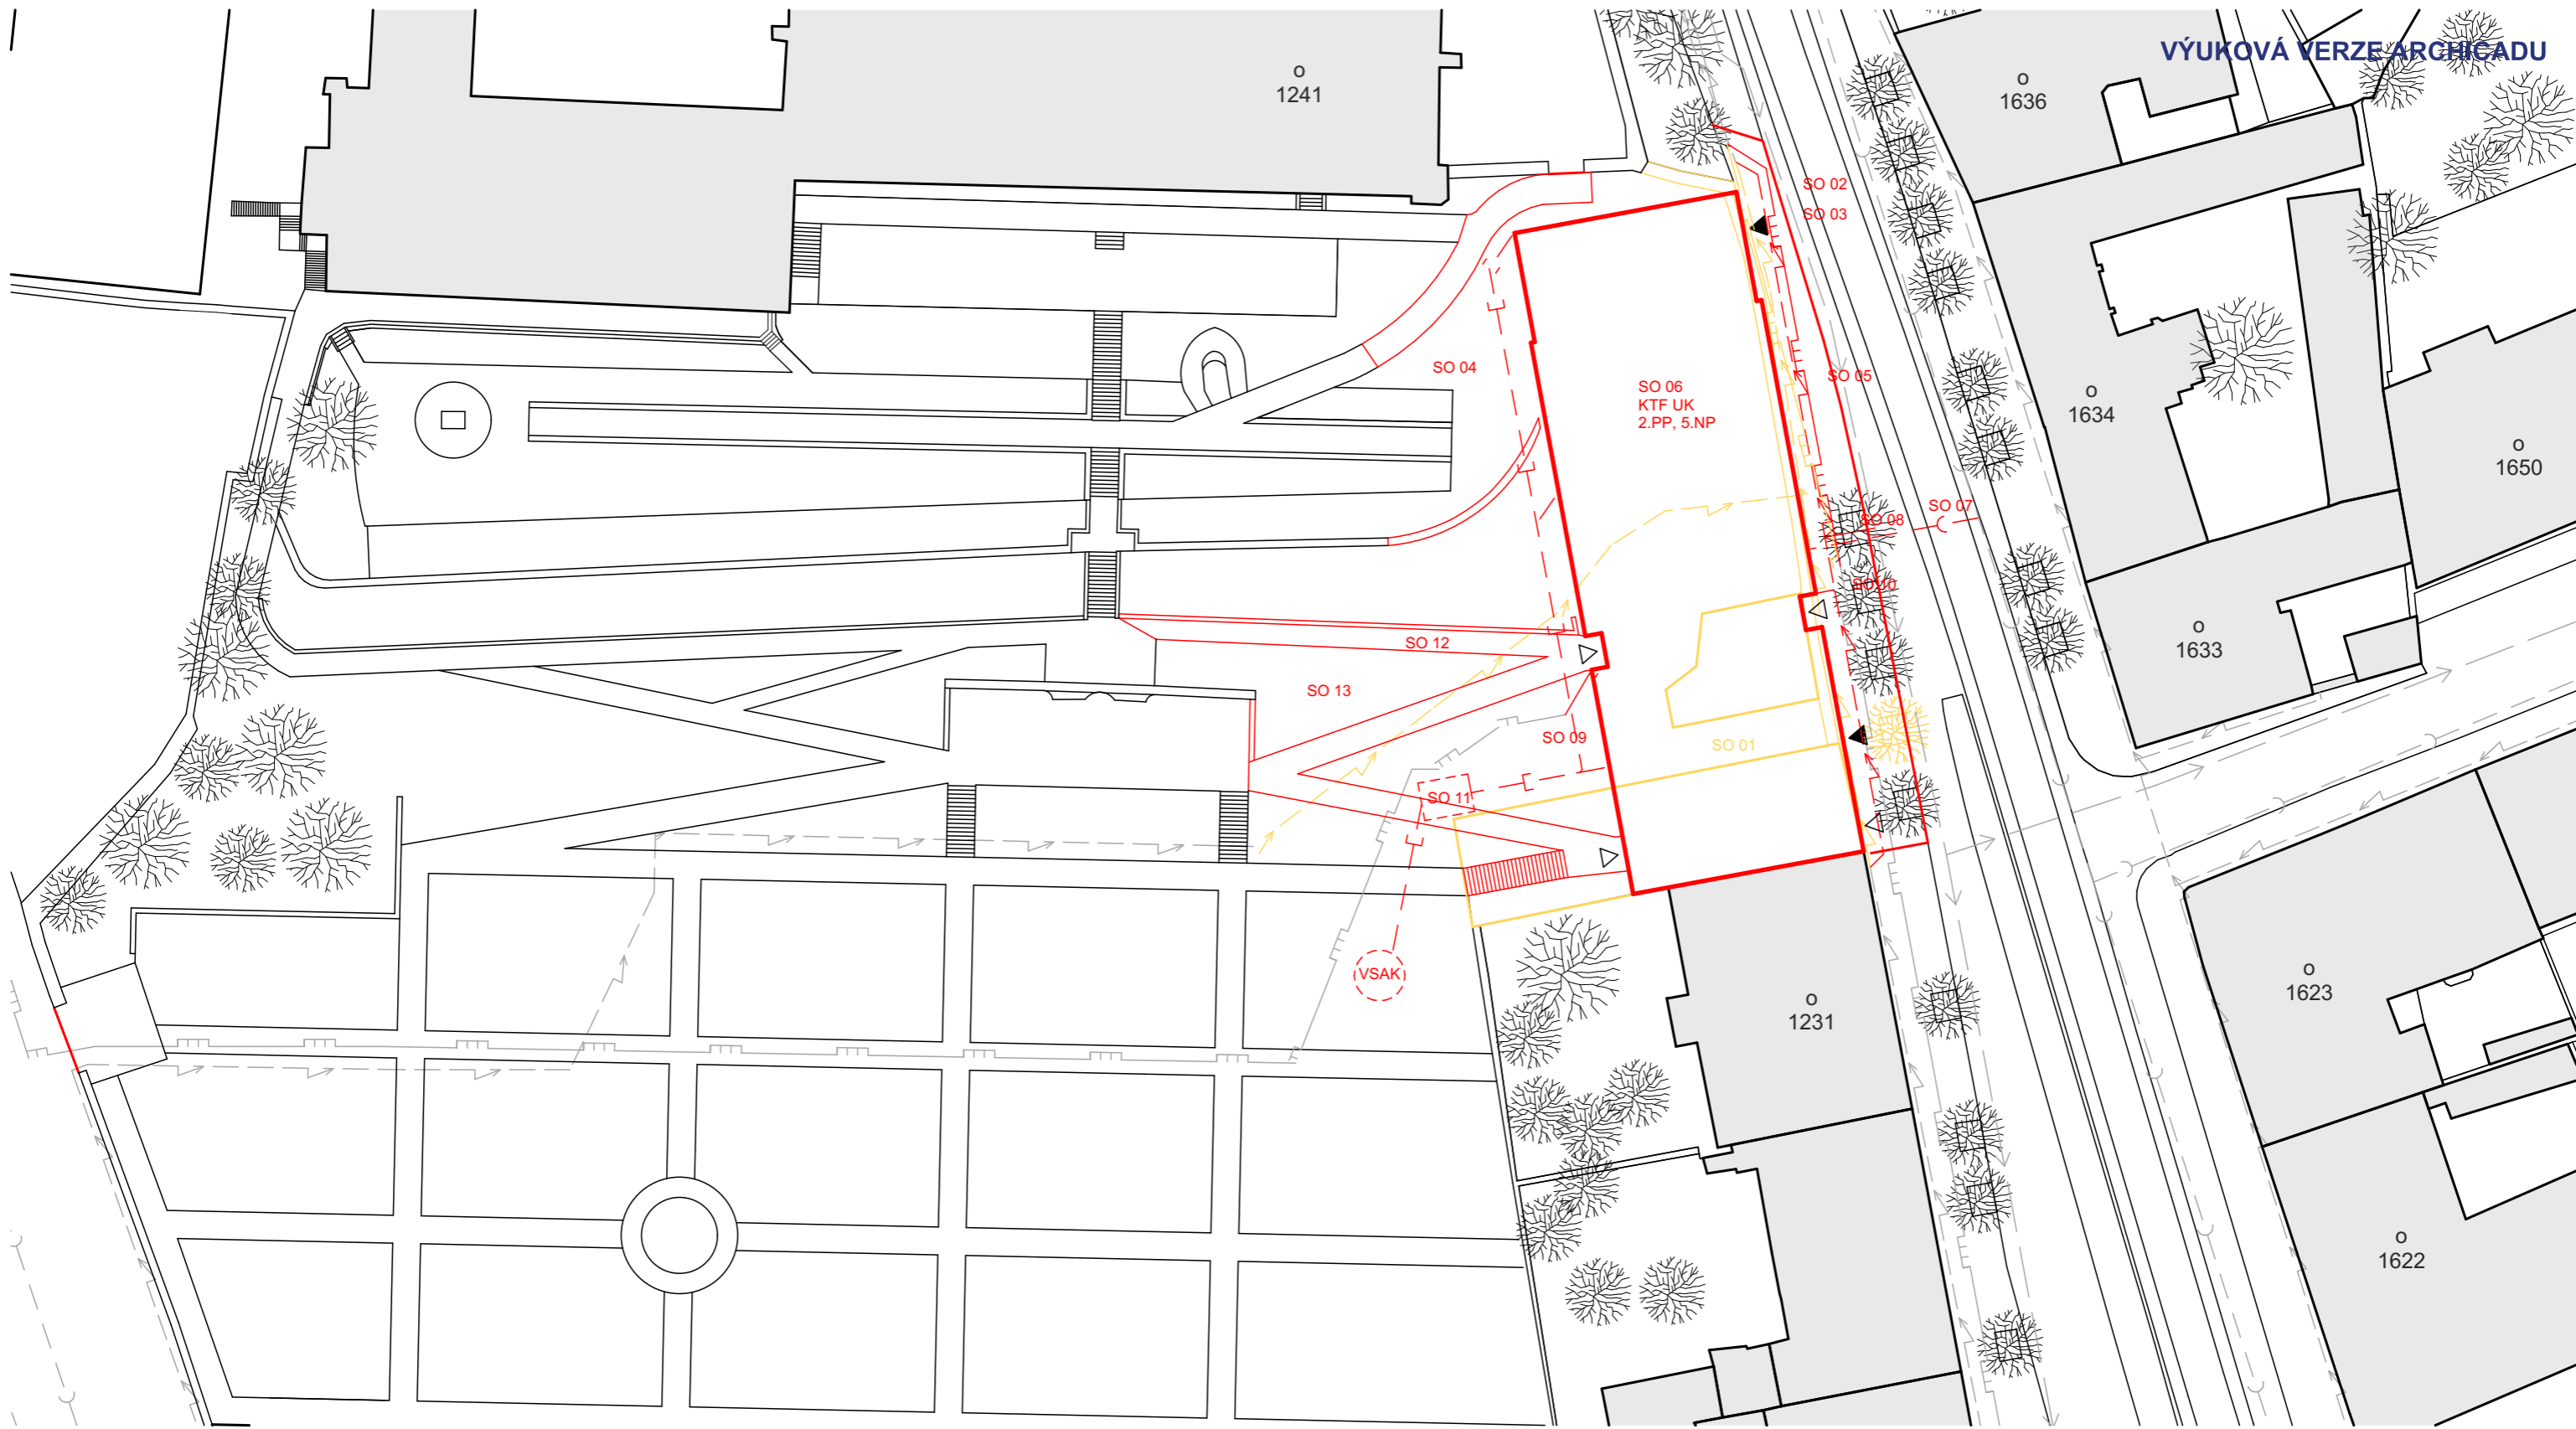 VÝUKOVÁ VERZE ARCHICADU
o
1241
o
1636
SO 02
SO 03
SO 04
SO 05
SO 06
KTF UK
2.PP, 5.NP
o
1634
o
1650
SO 07
SO 08
SO 10
o
1633
SO 12
SO 13
SO 09
SO 01
SO 11
VSAK
o
1231
o
1623
o
1622